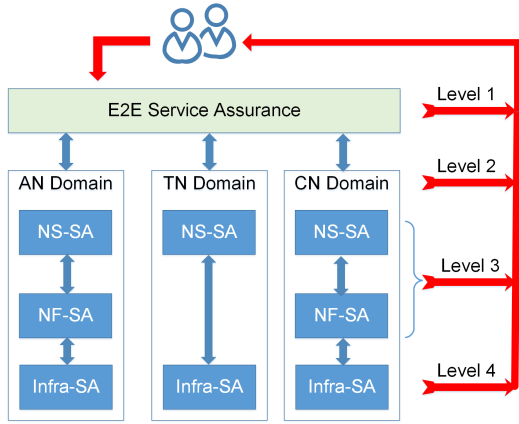 Level 1
E2E Service Assurance
Level 2
AN Domain
TN Domain
CN Domain
NS-SA
NS-SA
NS-SA
Level 3
NF-SA
NF-SA
Level 4
Infra-SA
Infra-SA
Infra-SA